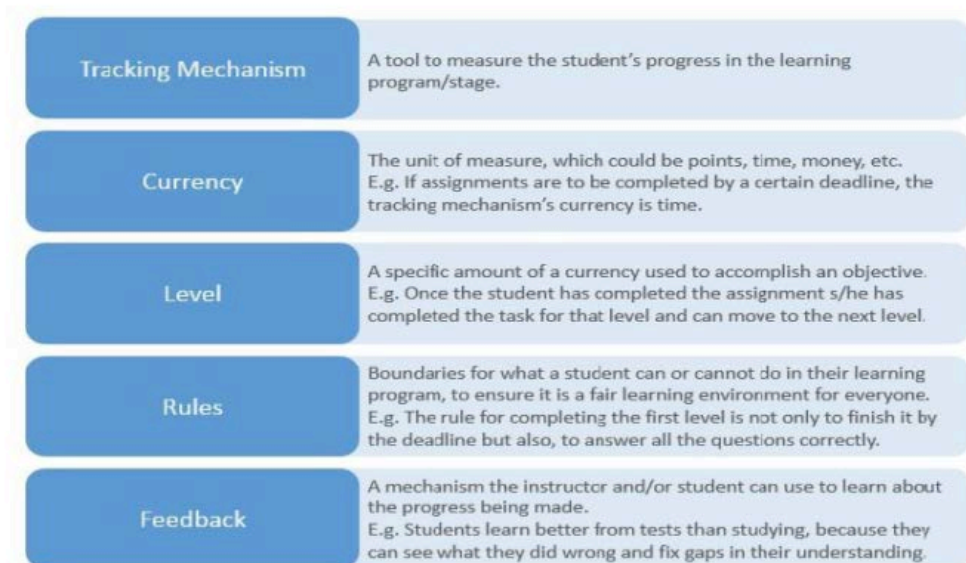 Tracking Mechanism
A tool to measure the student's progress in the learning
program/stage.
Currency
The unit of measure, which could be points, time, money, etc.
E.g. If assignments are to be completed by a certain deadline, the
tracking mechanism's currency is time.
Level
A specific amount of a currency used to accomplish an objective.
E.g. Once the student has completed the assignment s/he has
completed the task for that level and can move to the next level.
Rules
Boundaries for what a student can or cannot do in their learning
program, to ensure it is a fair learning environment for everyone.
E.g. The rule for completing the first level is not only to finish it by
the deadline but also, to answer all the questions correctly.
Feedback
A mechanism the instructor and/or student can use to learn about
the progress being made.
E.g. Students learn better from tests than studying, because they
can see what they did wrong and fix gaps in their understanding.